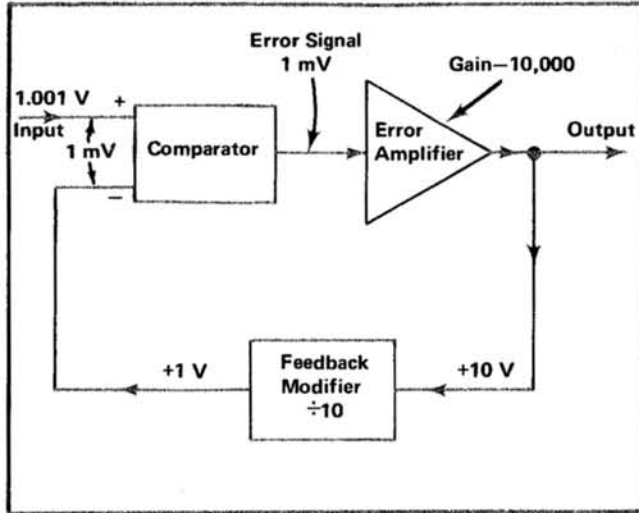 Error Signal
1 mV
Gain—10,000
1.001 V
+
Input
1 mV
Comparator
Error
Amplifier
Output
—
+1 V
Feedback
Modifier
÷10
+10 V